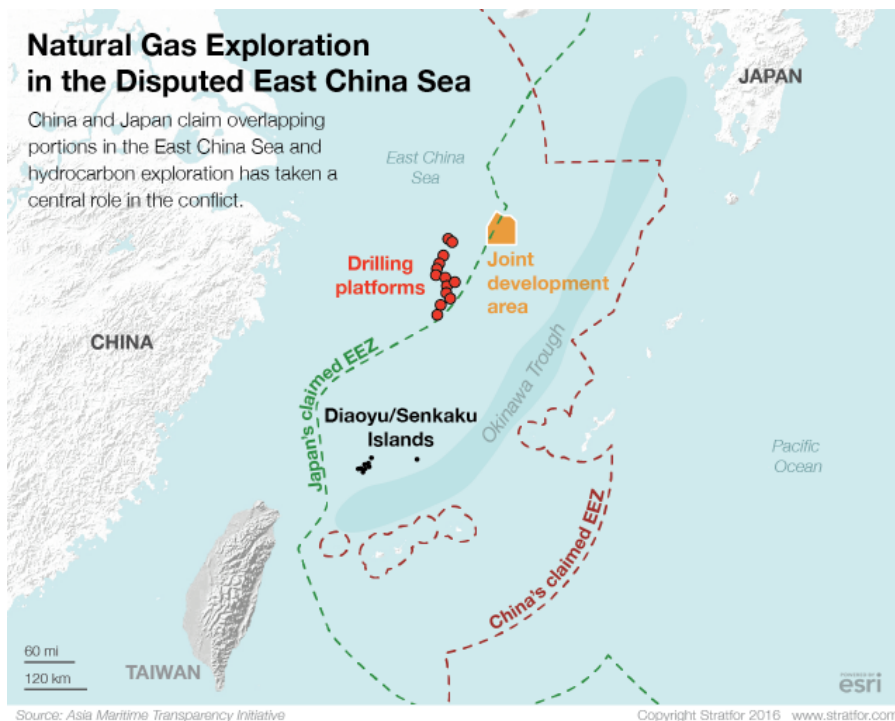 Natural Gas Exploration
in the Disputed East China Sea
China and Japan claim overlapping
portions in the East China Sea and
hydrocarbon exploration has taken a
central role in the conflict.
JAPAN
East China
Sea
Drilling
platforms
Joint
development
area
CHINA
Japan's claimed EEZ
Okinawa Trough
Diaoyu/Senkaku
Islands
Pacific
Ocean
China's claimed EEZ
60 mi
120 km
TAIWAN
POWERED BY
esri
Source: Asia Maritime Transparency Initiative
Copyright Stratfor 2016 www.stratfor.com